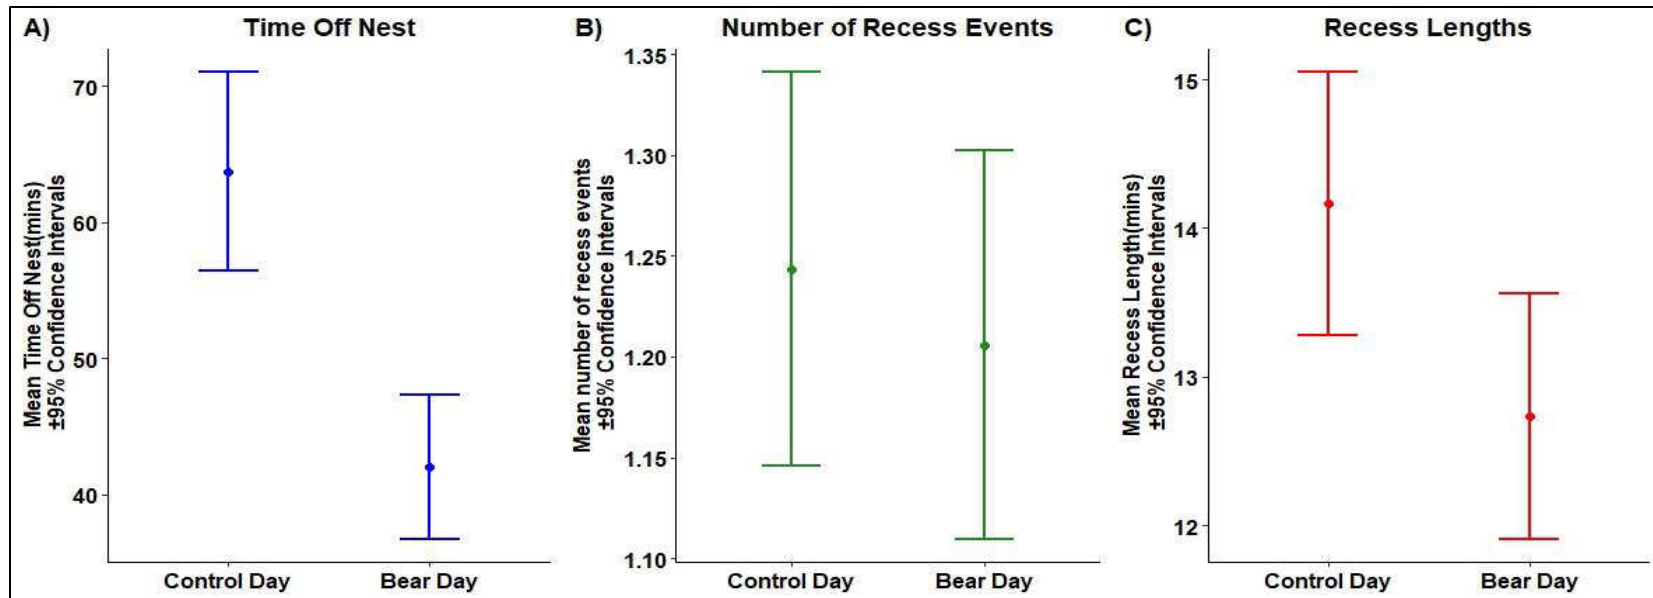 A) Time Off Nest
Mean Time Off Nest(mins)
±95% Confidence Intervals
70
60
50
40
Control Day Bear Day
B) Number of Recess Events
Mean number of recess events
±95% Confidence Intervals
1.35
1.30
1.25
1.20
1.15
1.10
Control Day Bear Day
C) Recess Lengths
Mean Recess Length(mins)
±95% Confidence Intervals
15
14
13
12
Control Day Bear Day